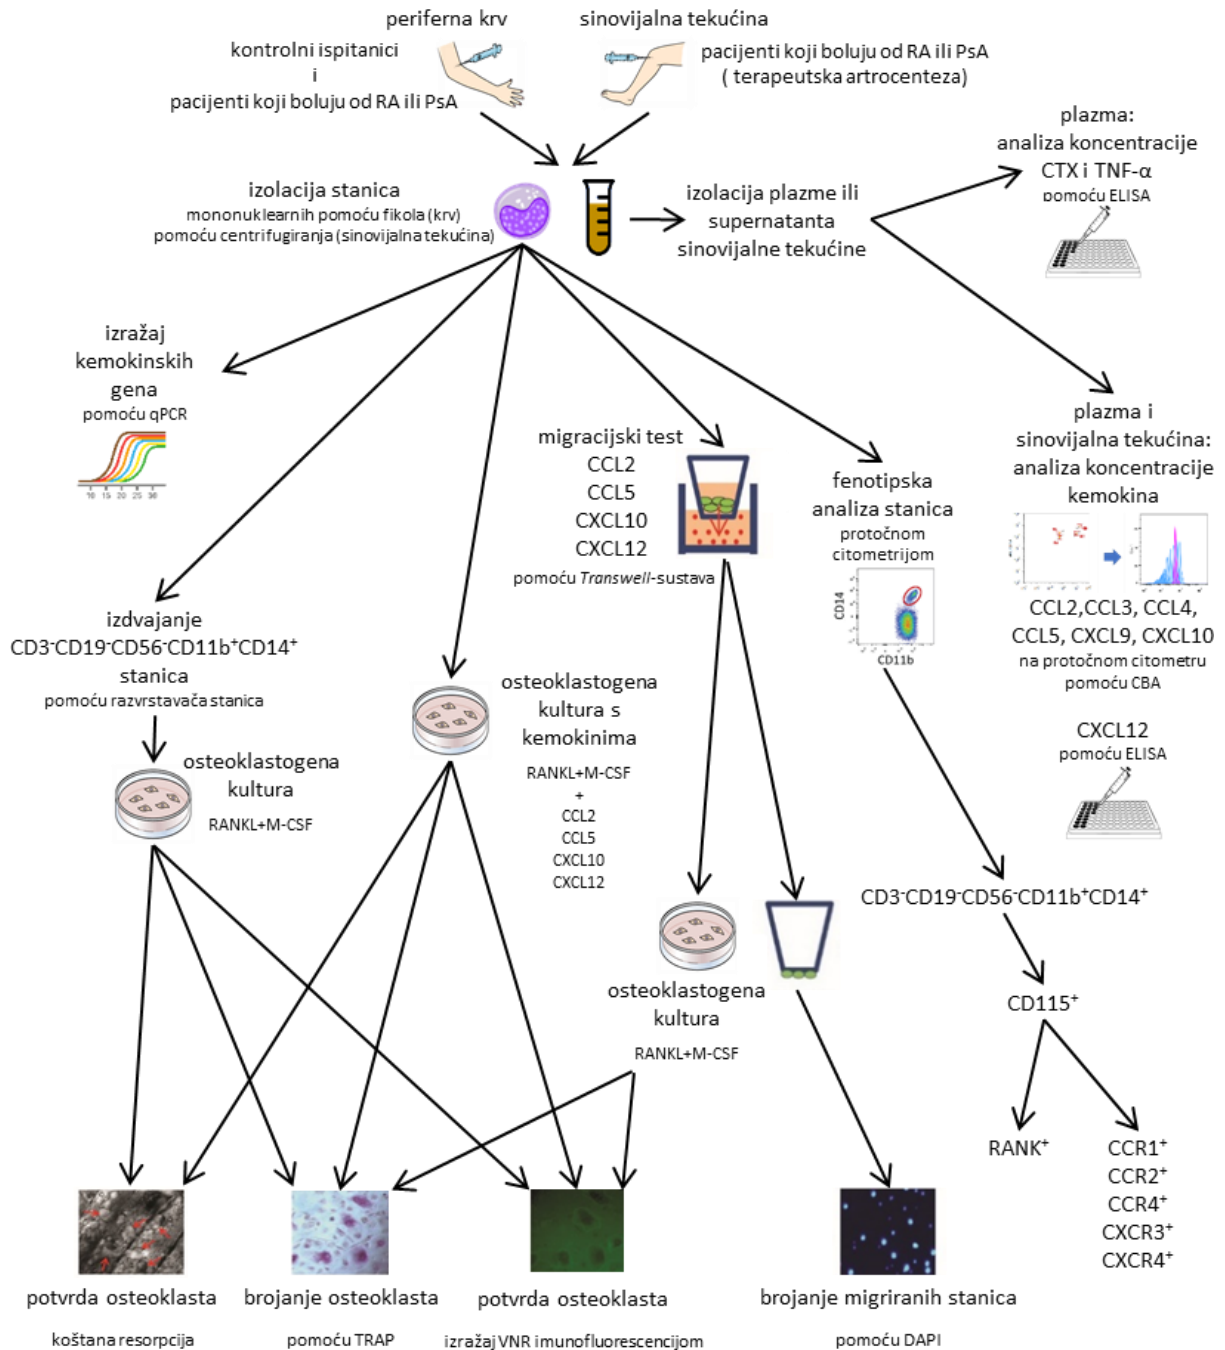 periferna krv
sinovijalna tekućina
kontrolni ispitanici
i
pacijenti koji boluju od RA ili PsA
pacijenti koji boluju od RA ili PsA
( terapeutska artrocenteza)
plazma:
analiza koncentracije
CTX i TNF-α
pomoću ELISA
izolacija stanica
mononuklearnih pomoću fikola (krv)
pomoću centrifugiranja (sinovijalna tekućina)
izolacija plazme ili
supernatanta
sinovijalne tekućine
izražaj
kemokinskih
gena
pomoću qPCR
10 15 20 25 30
migracijski test
CCL2
CCL5
CXCL10
CXCL12
pomoću Transwell-sustava
fenotipska
analiza stanica
protočnom
citometrijom
CD14
CD11b
plazma i
sinovijalna tekućina:
analiza koncentracije
kemokina
CCL2,CCL3, CCL4,
CCL5, CXCL9, CXCL10
na protočnom citometru
pomoću CBA
CXCL12
pomoću ELISA
izdvajanje
CD3⁻CD19⁻CD56⁻CD11b⁺CD14⁺
stanica
pomoću razvrstavača stanica
osteoklastogena
kultura
RANKL+M-CSF
osteoklastogena
kultura s
kemokinima
RANKL+M-CSF
+
CCL2
CCL5
CXCL10
CXCL12
osteoklastogena
kultura
RANKL+M-CSF
CD3⁻CD19⁻CD56⁻CD11b⁺CD14⁺
CD115⁺
RANK⁺
CCR1⁺
CCR2⁺
CCR4⁺
CXCR3⁺
CXCR4⁺
potvrda osteoklasta
koštana resorpcija
brojanje osteoklasta
pomoću TRAP
potvrda osteoklasta
izražaj VNR imunofluorescencijom
brojanje migriranih stanica
pomoću DAPI